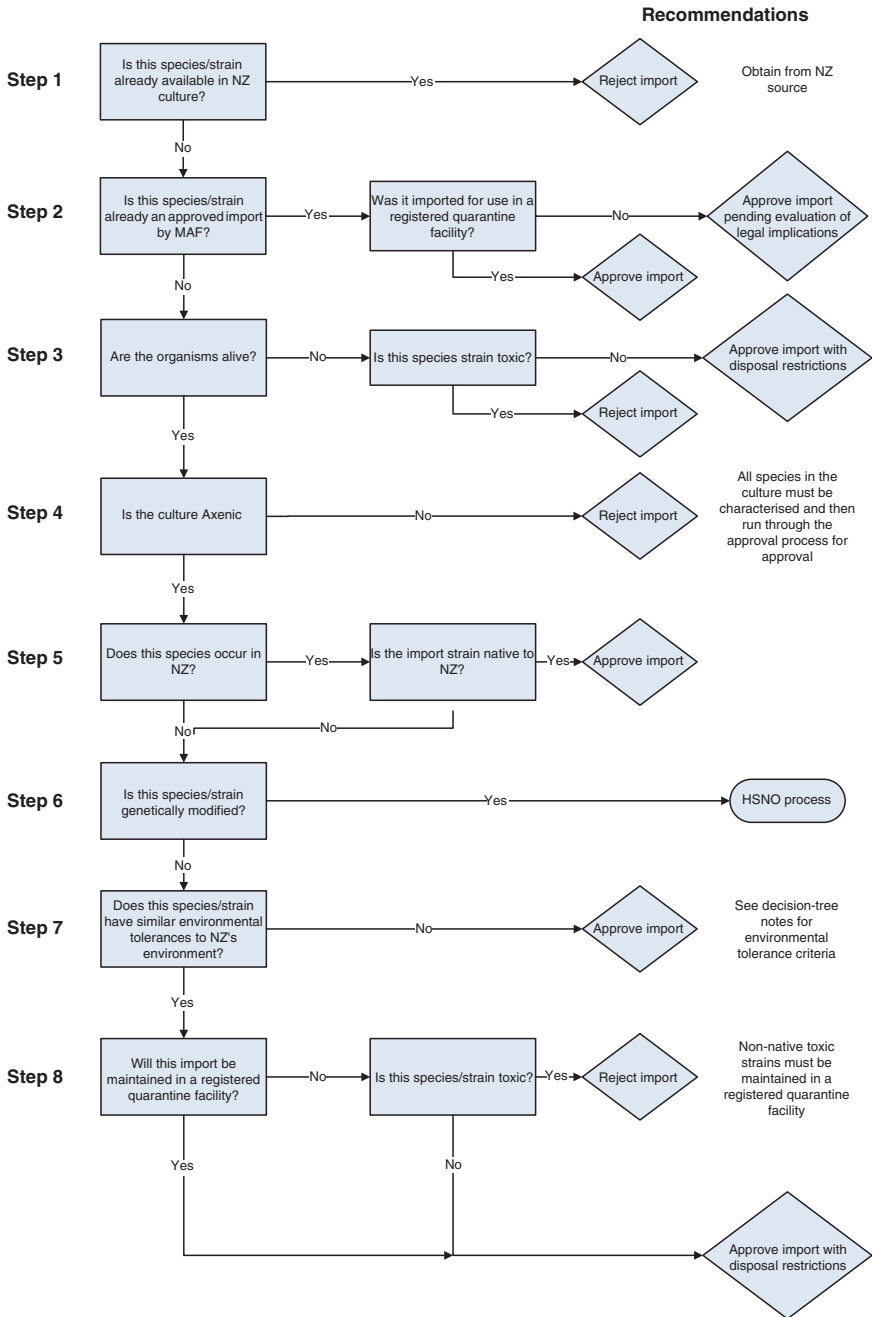 Recommendations
Step 1
Is this species/strain
already available in NZ
culture?
Yes
Reject import
Obtain from NZ
source
No
Step 2
Is this species/strain
already an approved import
by MAF?
Yes
Was it imported for use in a
registered quarantine
facility?
No
Approve import
pending evaluation of
legal implications
Yes
Approve import
No
Step 3
Are the organisms alive?
No
Is this species strain toxic?
No
Approve import with
disposal restrictions
Yes
Reject import
Yes
Step 4
Is the culture Axenic
No
Reject import
All species in the
culture must be
characterised and then
run through the
approval process for
approval
Yes
Step 5
Does this species occur in
NZ?
Yes
Is the import strain native to
NZ?
Yes
Approve import
No
No
Step 6
Is this species/strain
genetically modified?
Yes
HSNO process
No
Step 7
Does this species/strain
have similar environmental
tolerances to NZ's
environment?
No
Approve import
See decision-tree
notes for
environmental
tolerance criteria
Yes
Step 8
Will this import be
maintained in a registered
quarantine facility?
No
Is this species/strain toxic?
Yes
Reject import
Non-native toxic
strains must be
maintained in a
registered quarantine
facility
Yes
No
Approve import with
disposal restrictions